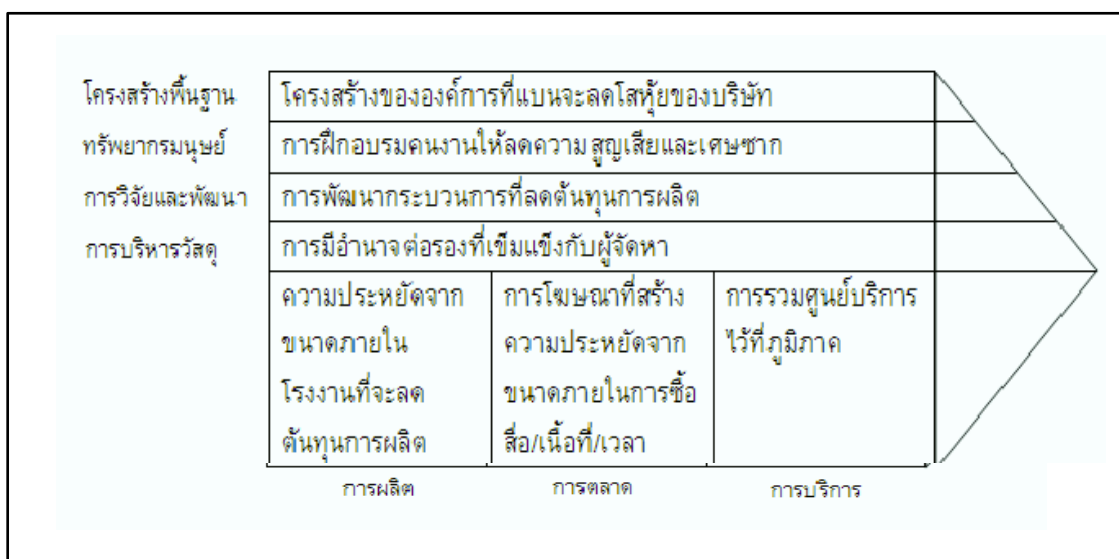 โครงสร้างพื้นฐาน โครงสร้างขององค์การที่แบนจะลดโสหุ้ยของบริษัท
ทรัพยากรมนุษย์ การฝึกอบรมคนงานให้ลดความสูญเสียและเศษซาก
การวิจัยและพัฒนา การพัฒนากระบวนการที่ลดต้นทุนการผลิต
การบริหารวัสดุ การมีอำนาจต่อรองที่เข็มแข็งกับผู้จัดหา
ความประหยัดจาก
ขนาดภายใน
โรงงานที่จะลด
ต้นทุนการผลิต
การโฆษณาที่สร้าง
ความประหยัดจาก
ขนาดภายในการซื้อ
สื่อ/เนื้อที่/เวลา
การรวมศูนย์บริการ
ไว้ที่ภูมิภาค
การผลิต การตลาด การบริการ